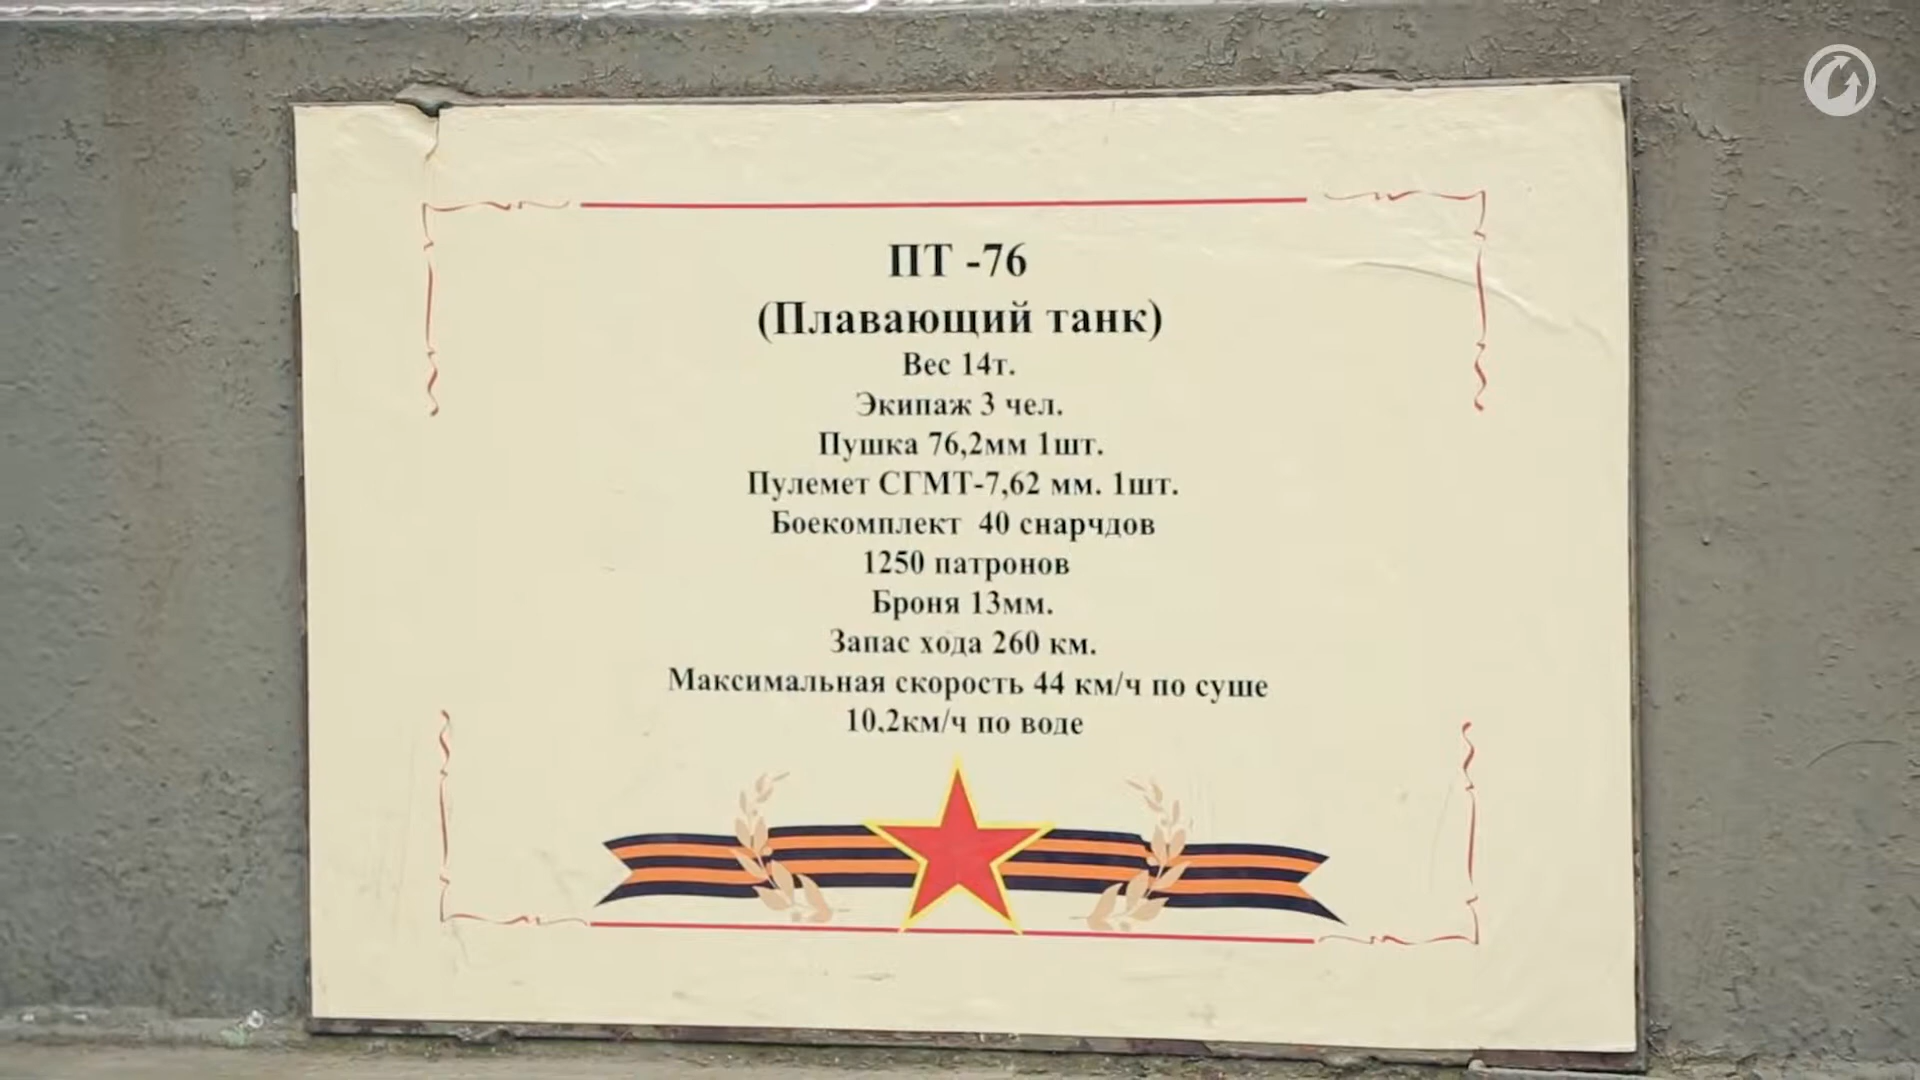 ПТ -76
(Плавающий танк)
Вес 14т.
Экипаж 3 чел.
Пушка 76,2мм 1шт.
Пулемет СГМТ-7,62 мм. 1шт.
Боекомплект 40 снарчдов
1250 патронов
Броня 13мм.
Запас хода 260 км.
Максимальная скорость 44 км/ч по суше
10.2км/ч по воде